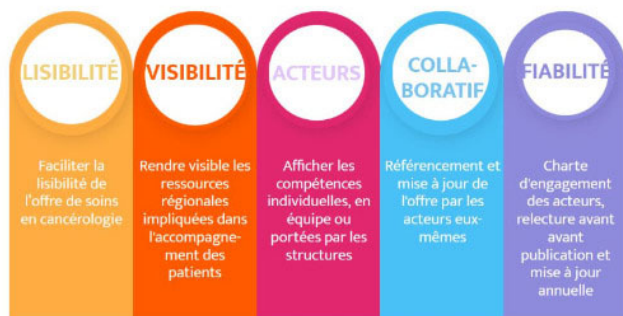 LISIBILITÉ
Faciliter la
lisibilité de
l'offre de soins
en cancérologie
VISIBILITÉ
Rendre visible les
ressources
régionales
impliquées dans
l'accompagne-
ment des
patients
ACTEURS
Afficher les
compétences
individuelles, en
équipe ou
portées par les
structures
COLLA-
BORATIF
Référencement et
mise à jour de
l'offre par les
acteurs eux-
mêmes
FIABILITÉ
Charte
d'engagement
des acteurs,
relecture avant
avant
publication et
mise à jour
annuelle